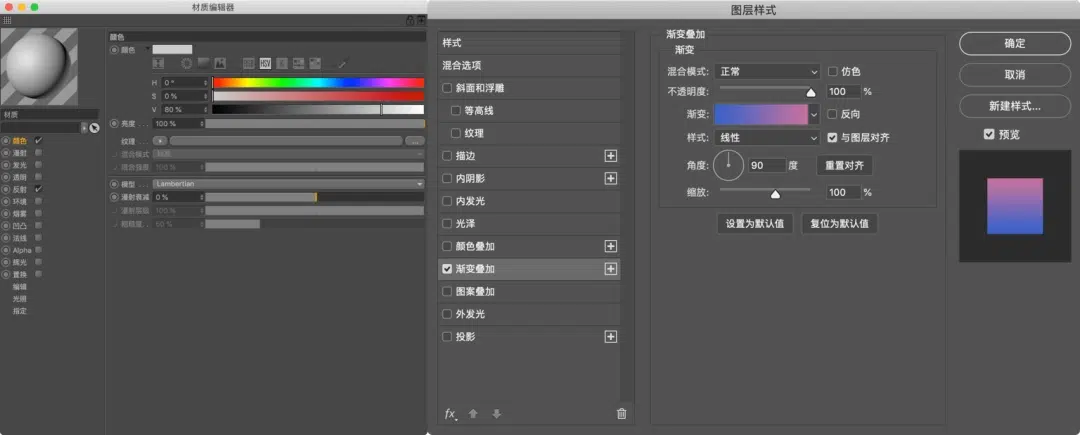 材质编辑器
材质
颜色
漫射
发光
透明
反射
环境
烟雾
凹凸
法线
Alpha
辉光
置换
编辑
光照
指定
颜色
颜色
H 0 °
S 0 %
V 80 %
亮度 . . . 100 %
纹理 . . .
混合模式 标准
混合强度 100 %
模型 . . . Lambertian
漫射衰减 0 %
漫射层级 100 %
粗糙度. . 50 %
图层样式
样式
混合选项
斜面和浮雕
等高线
纹理
描边
内阴影
内发光
光泽
颜色叠加
渐变叠加
图案叠加
外发光
投影
fx
渐变叠加
渐变
混合模式: 正常 仿色
不透明度: 100 %
渐变: 反向
样式: 线性 与图层对齐
角度: 90 度 重置对齐
缩放: 100 %
设置为默认值 复位为默认值
确定
取消
新建样式...
预览